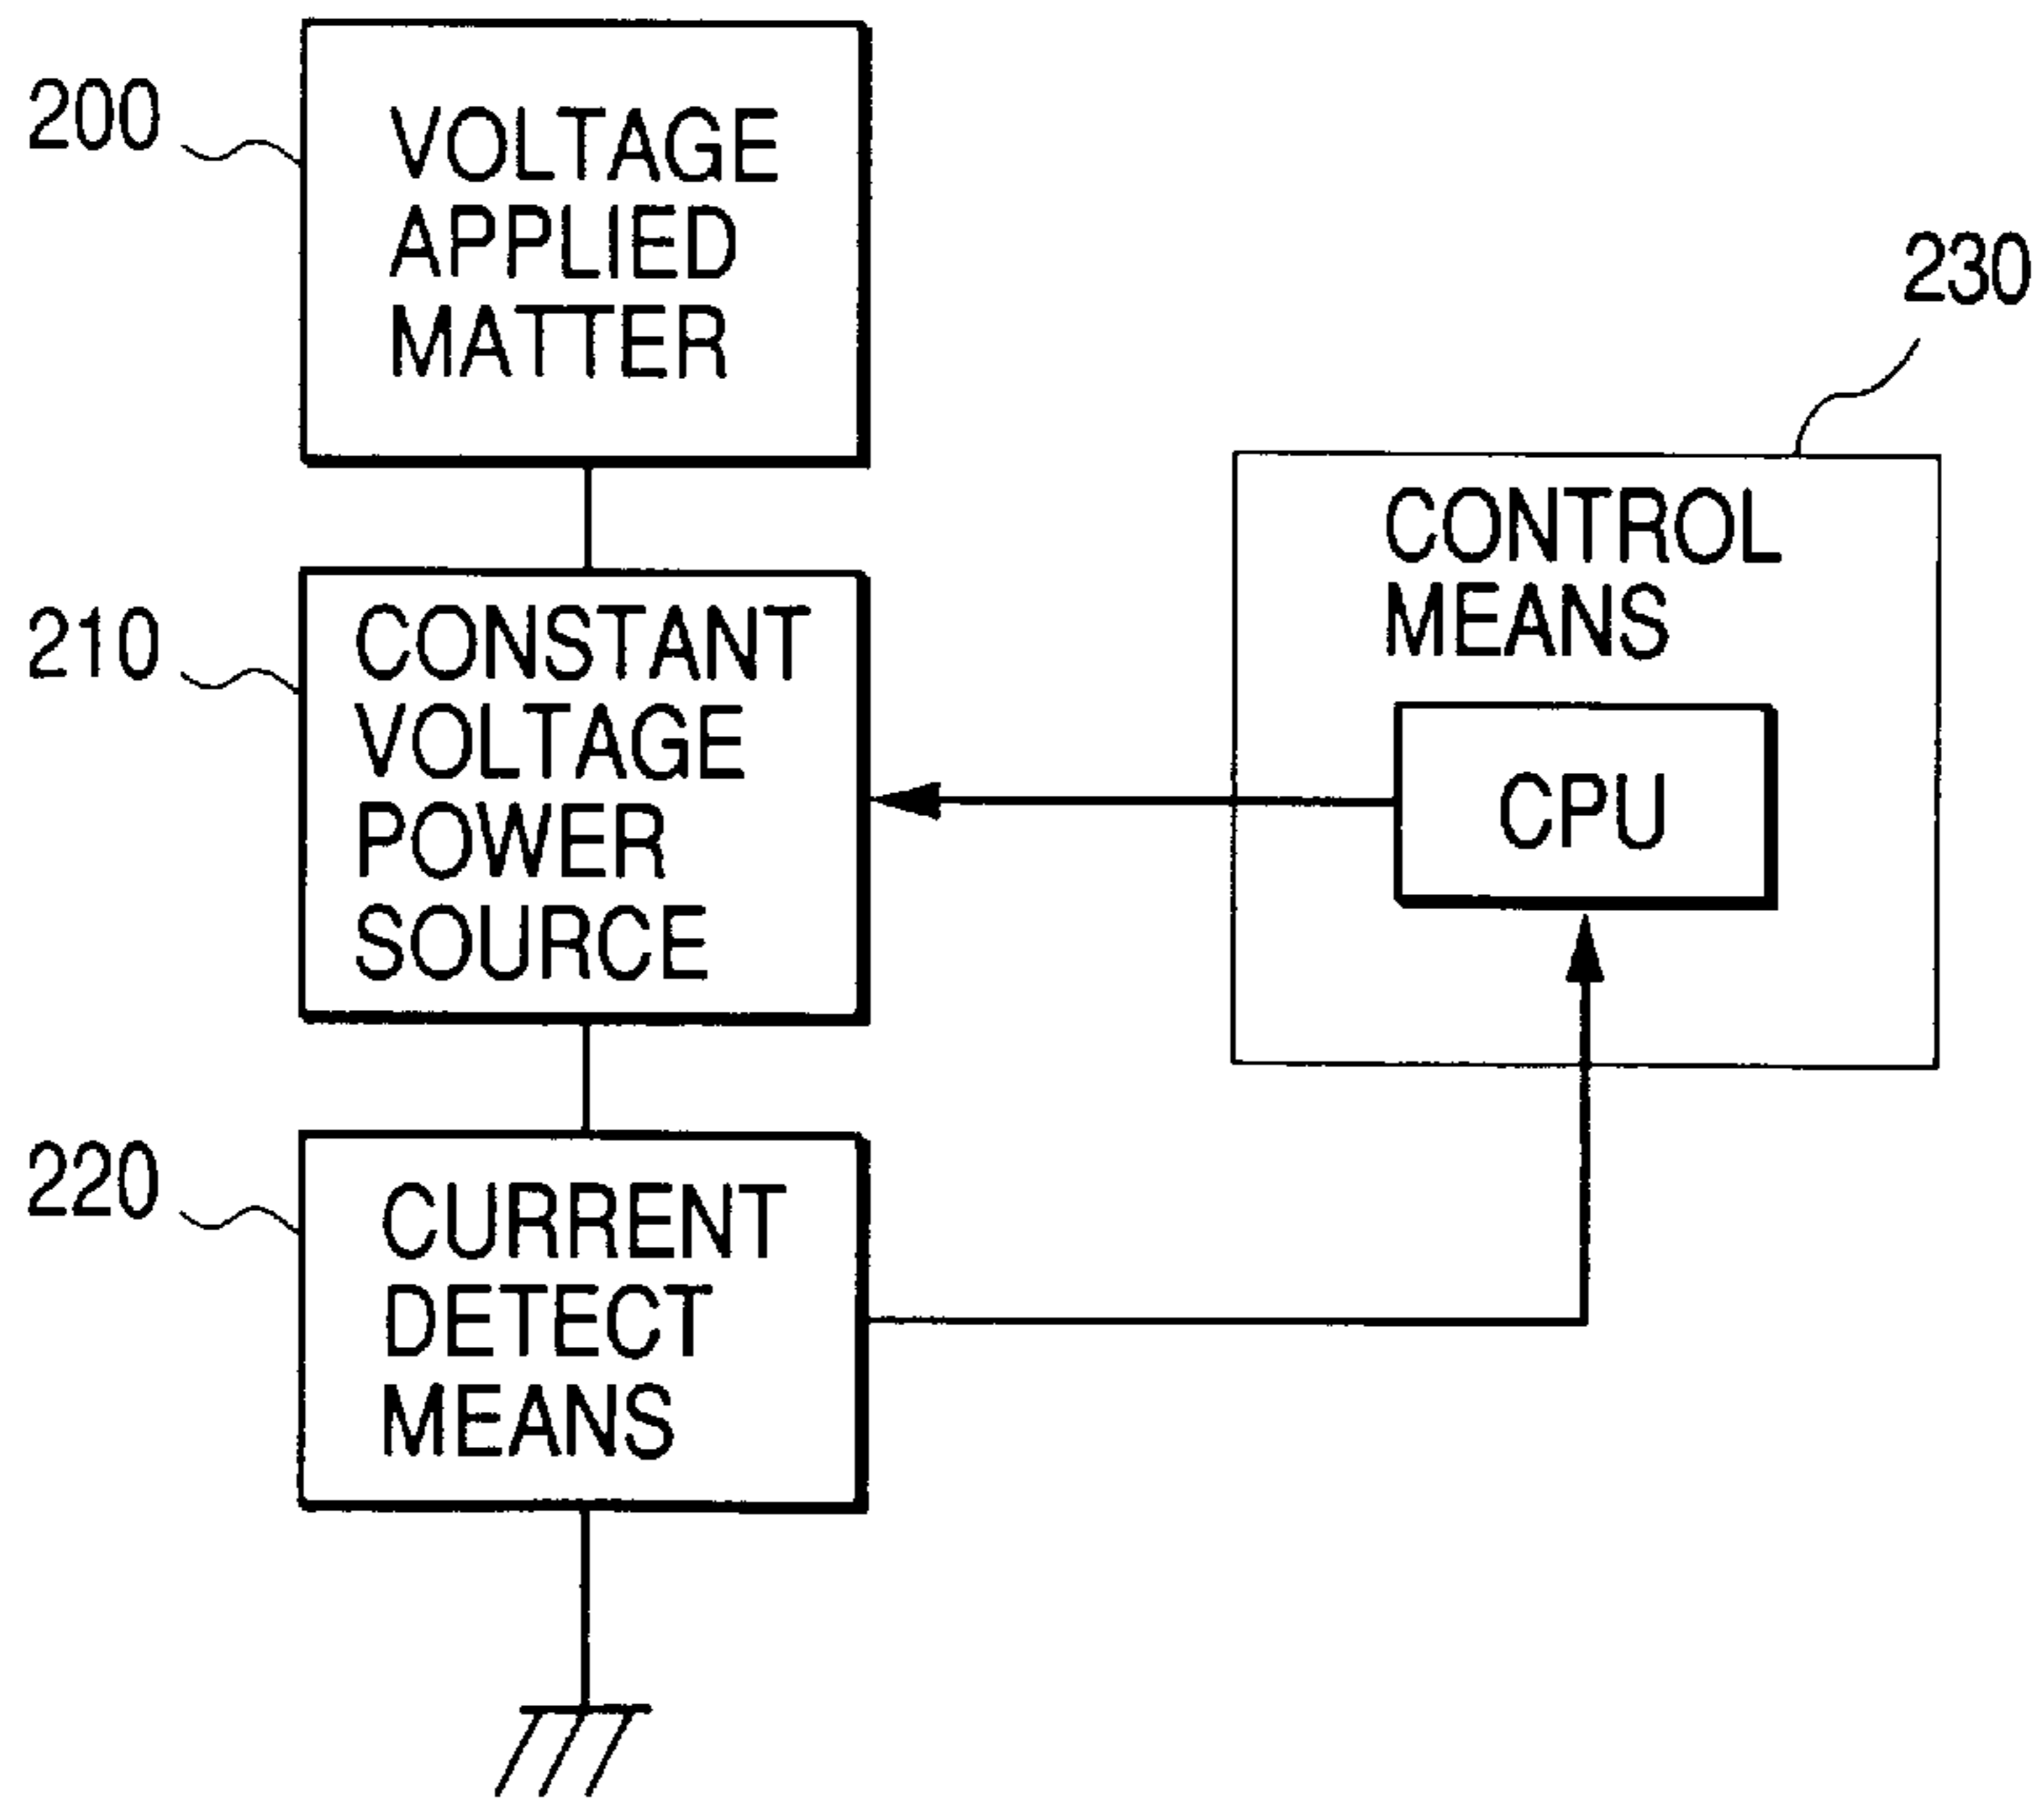 200
VOLTAGE
APPLIED
MATTER
230
CONTROL
MEANS
CPU
210
CONSTANT
VOLTAGE
POWER
SOURCE
220
CURRENT
DETECT
MEANS